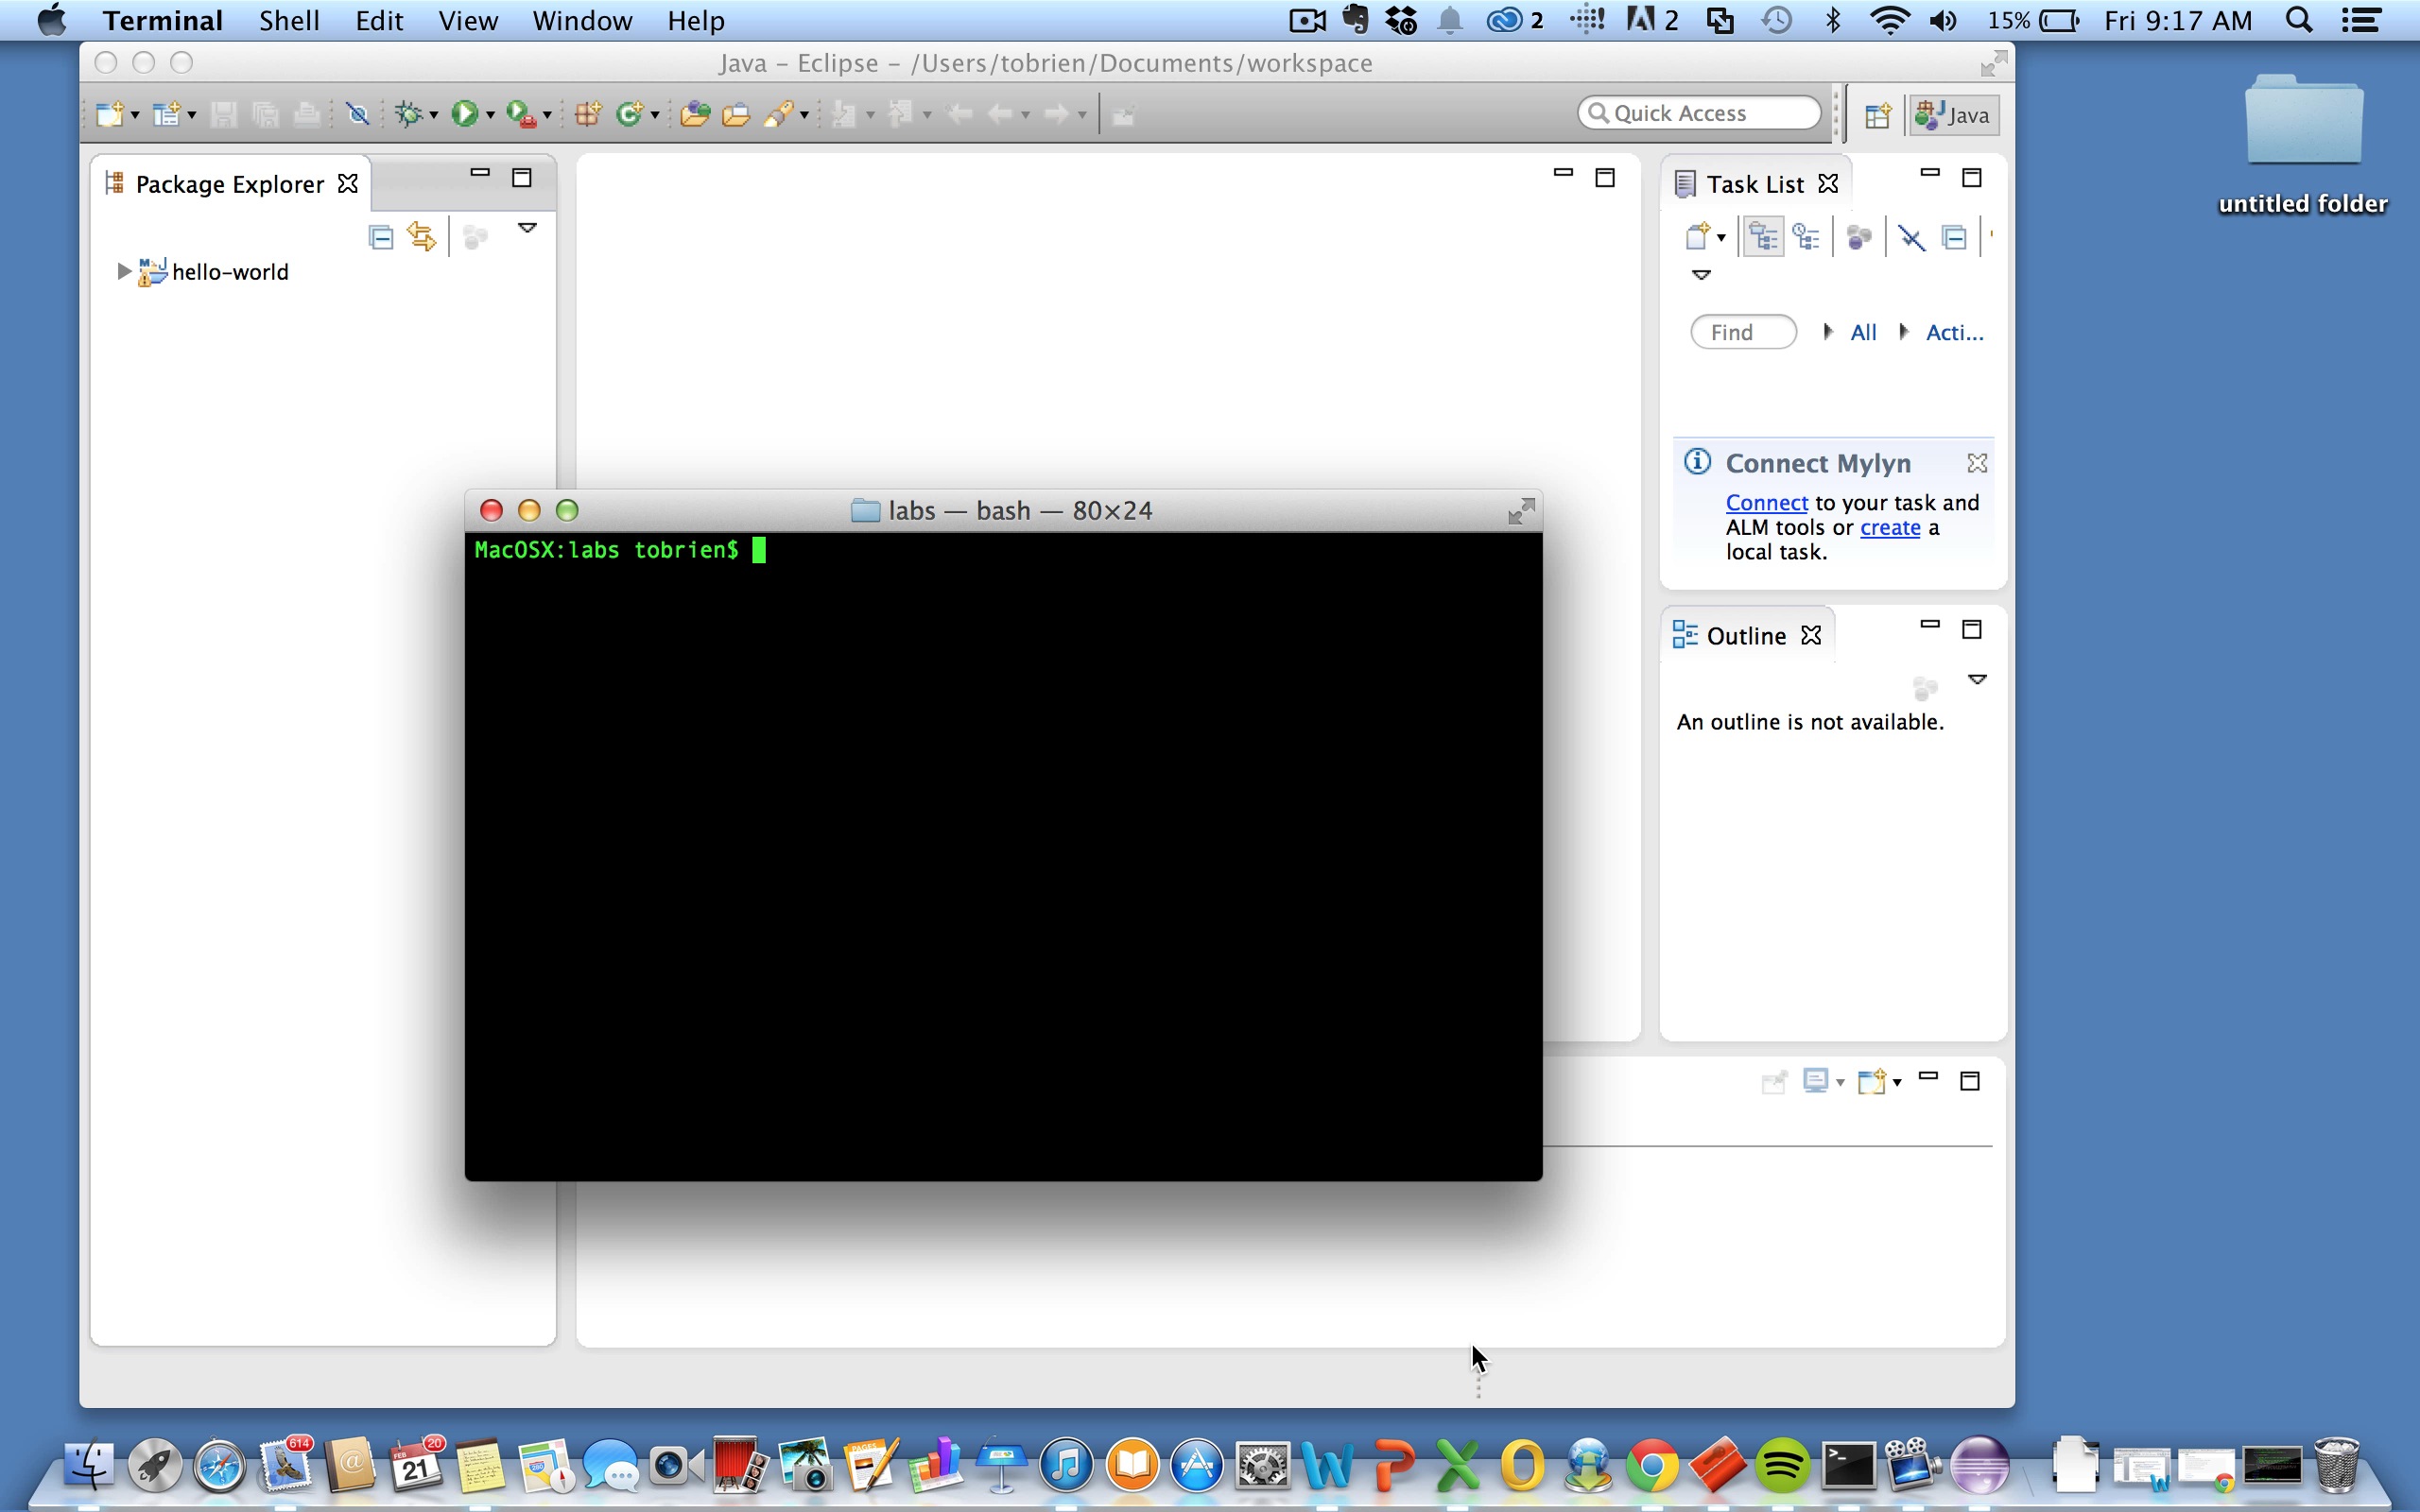 Terminal Shell Edit View Window Help 2 2 15% Fri 9:17 AM
Java – Eclipse – /Users/tobrien/Documents/workspace
Quick Access
Java
untitled folder
Package Explorer
hello-world
Task List
Find All Acti...
Connect Mylyn
Connect to your task and
ALM tools or create a
local task.
labs — bash — 80×24
MacOSX:labs tobrien$
Outline
An outline is not available.
614
FEB
21
20
PAGES